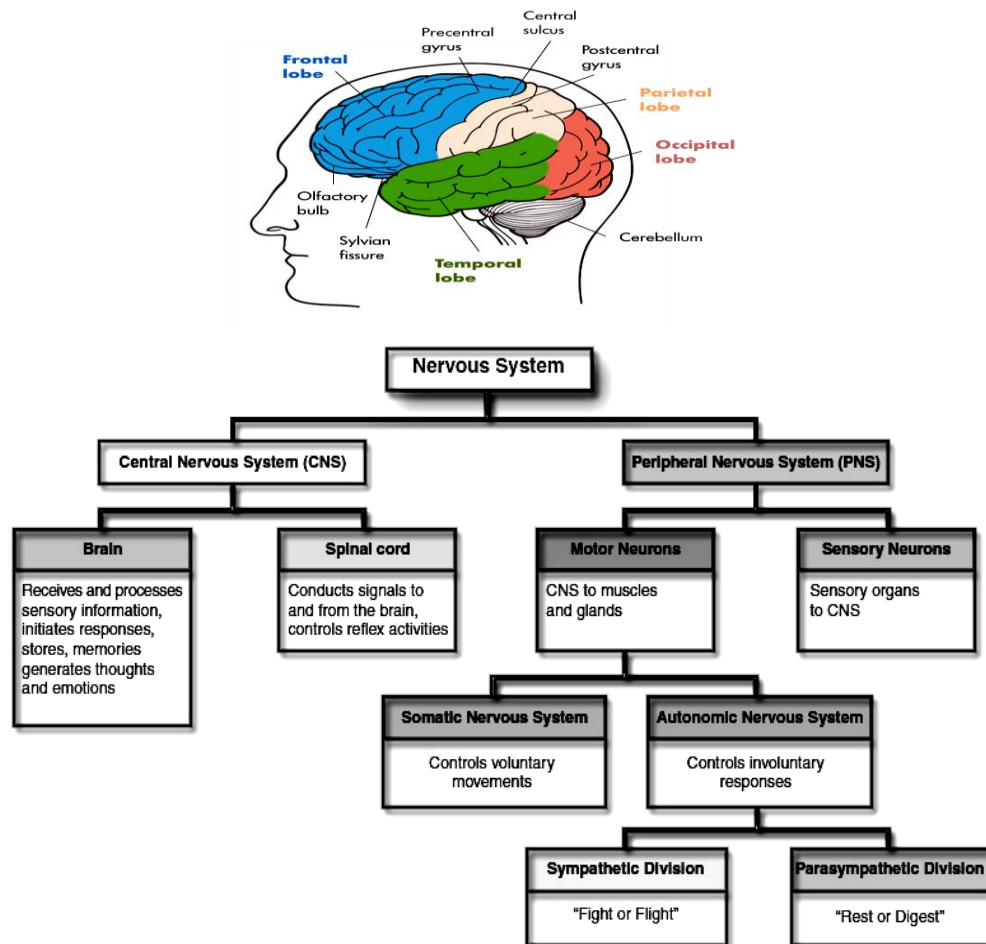 Central
sulcus
Precentral
gyrus
Postcentral
gyrus
Frontal
lobe
Parietal
lobe
Occipital
lobe
Olfactory
bulb
Sylvian
fissure
Cerebellum
Temporal
lobe
Nervous System
Central Nervous System (CNS)
Peripheral Nervous System (PNS)
Brain
Receives and processes
sensory information,
initiates responses,
stores, memories
generates thoughts
and emotions
Spinal cord
Conducts signals to
and from the brain,
controls reflex activities
Motor Neurons
CNS to muscles
and glands
Sensory Neurons
Sensory organs
to CNS
Somatic Nervous System
Controls voluntary
movements
Autonomic Nervous System
Controls involuntary
responses
Sympathetic Division
"Fight or Flight"
Parasympathetic Division
"Rest or Digest"